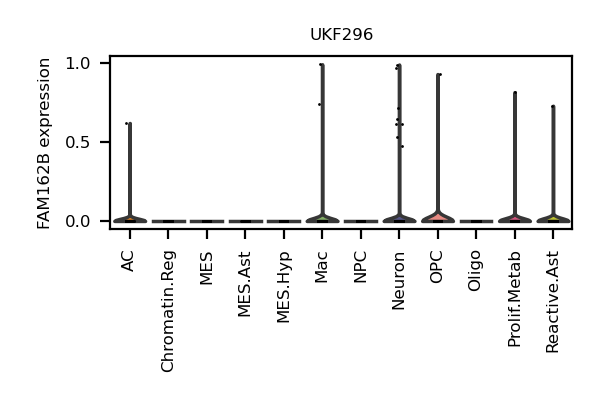 UKF296
FAM162B expression
1.0
0.5
0.0
AC
Chromatin.Reg
MES
MES.Ast
MES.Hyp
Mac
NPC
Neuron
OPC
Oligo
Prolif.Metab
Reactive.Ast